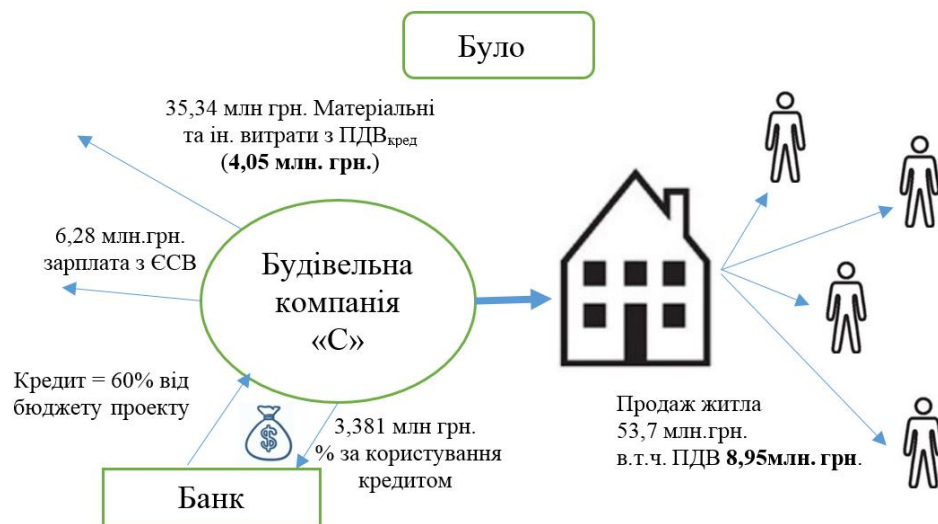 Було
35,34 млн грн. Матеріальні
та ін. витрати з ПДВкред
(4,05 млн. грн.)
6,28 млн.грн.
зарплата з ЄСВ
Будівельна
компанія
«С»
Кредит = 60% від
бюджету проекту
3,381 млн грн.
% за користування
кредитом
Банк
Продаж житла
53,7 млн.грн.
в.т.ч. ПДВ 8,95млн. грн.